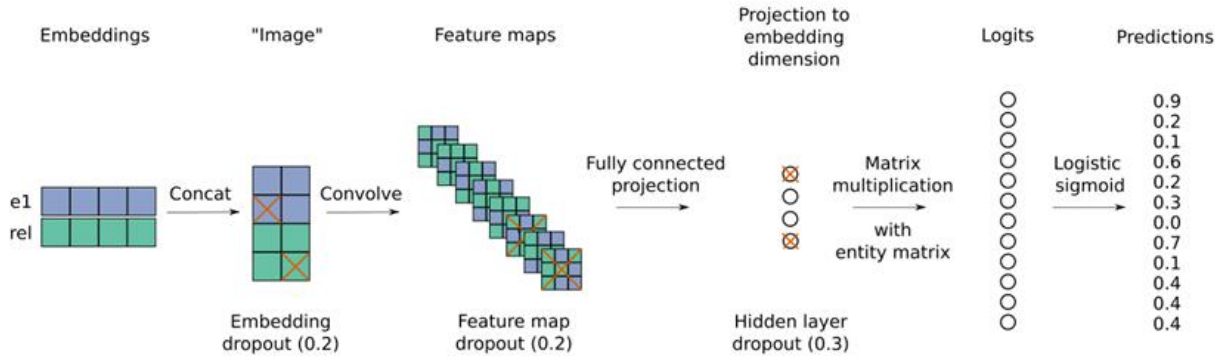 Embeddings
"Image"
Feature maps
Projection to
embedding
dimension
Logits
Predictions
e1
rel
Concat
Convolve
Fully connected
projection
Matrix
multiplication
with
entity matrix
Logistic
sigmoid
0.9
0.2
0.1
0.6
0.2
0.3
0.0
0.7
0.1
0.4
0.4
0.4
Embedding
dropout (0.2)
Feature map
dropout (0.2)
Hidden layer
dropout (0.3)